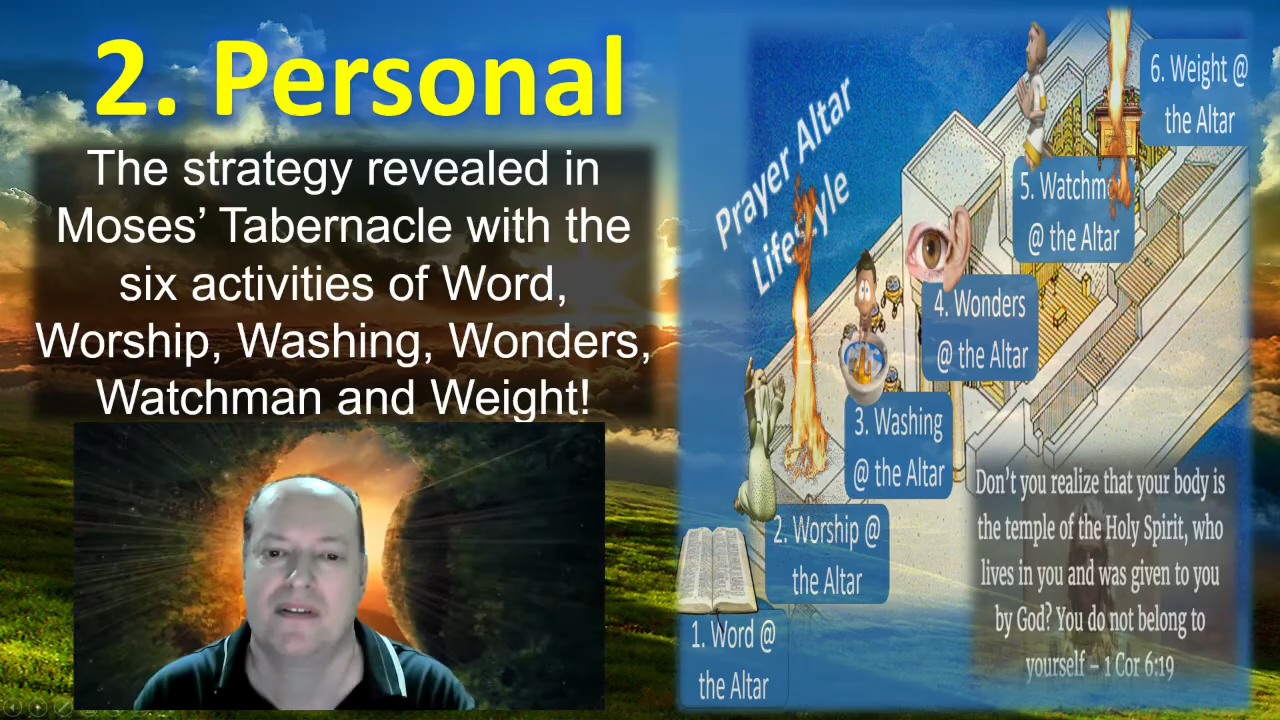 2. Personal
The strategy revealed in
Moses’ Tabernacle with the
six activities of Word,
Worship, Washing, Wonders,
Watchman and Weight!
Prayer Altar
Lifestyle
6. Weight @
the Altar
5. Watchm
@ the Altar
4. Wonders
@ the Altar
3. Washing
@ the Altar
2. Worship @
the Altar
1. Word @
the Altar
Don’t you realize that your body is
the temple of the Holy Spirit, who
lives in you and was given to you
by God? You do not belong to
yourself – 1 Cor 6:19